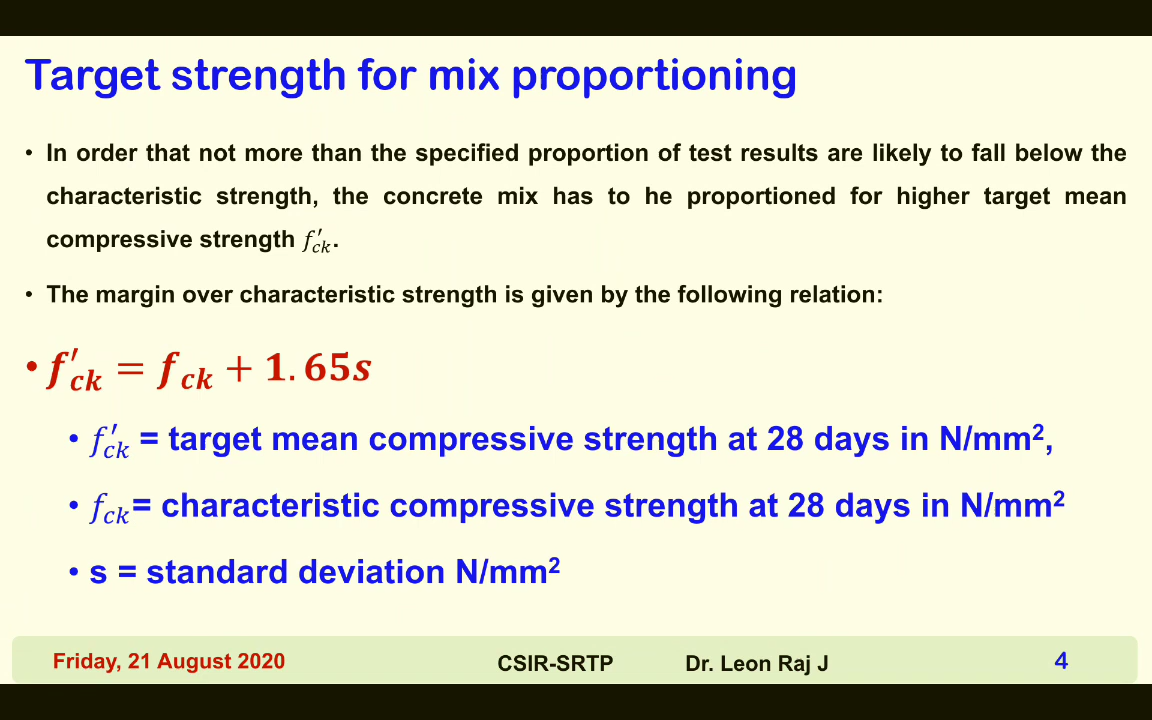 Target strength for mix proportioning
• In order that not more than the specified proportion of test results are likely to fall below the
characteristic strength, the concrete mix has to he proportioned for higher target mean
compressive strength f′ck.
• The margin over characteristic strength is given by the following relation:
• f′ck = fck + 1.65s
• f′ck = target mean compressive strength at 28 days in N/mm²,
• fck= characteristic compressive strength at 28 days in N/mm²
• s = standard deviation N/mm²
Friday, 21 August 2020 CSIR-SRTP Dr. Leon Raj J 4